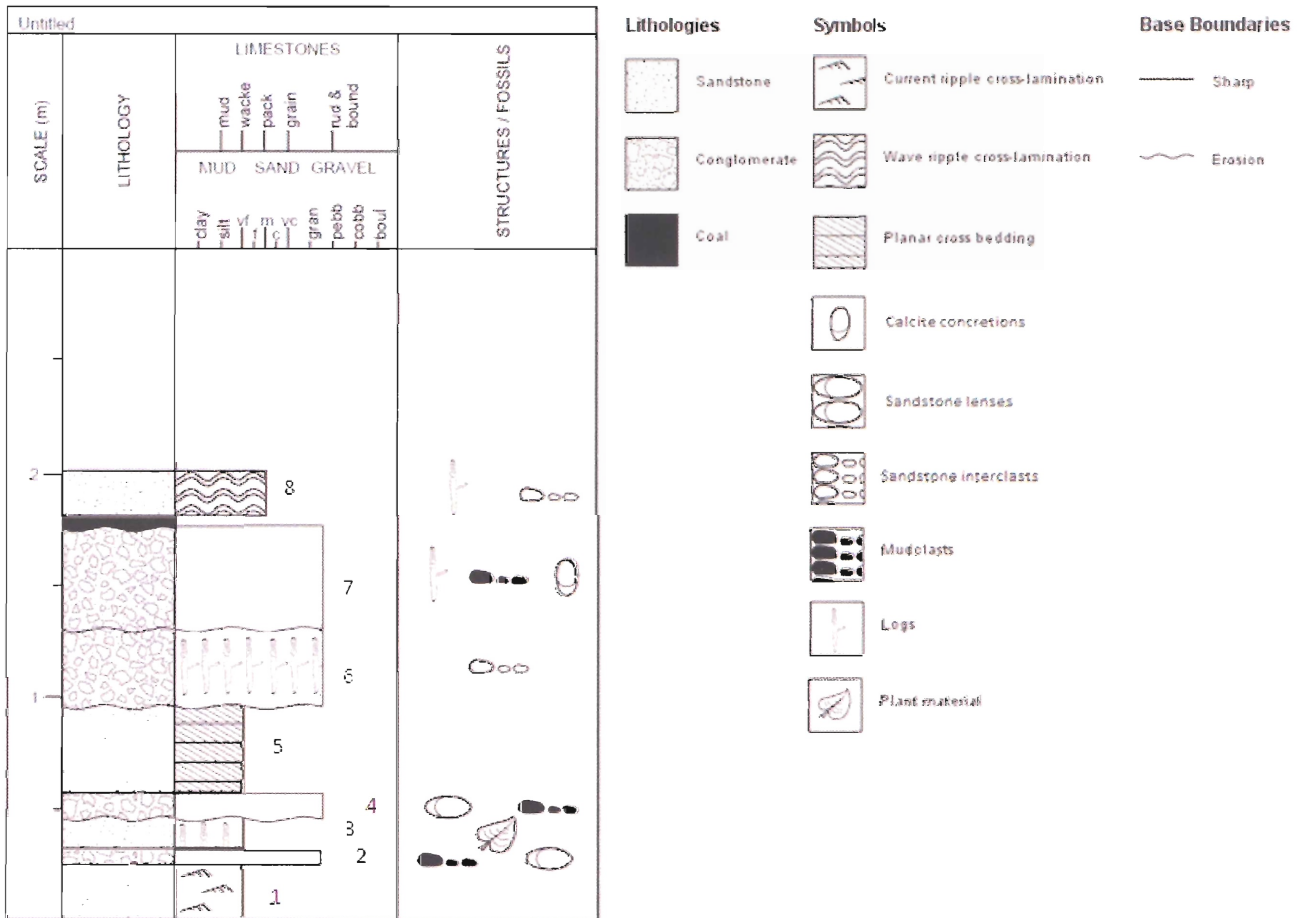 Untitled
SCALE (m)
LITHOLOGY
LIMESTONES
mud
wacke
pack
grain
rud &
bound
MUD SAND GRAVEL
clay
silt
vf
f
m
c
vc
gran
pebb
cobb
boul
STRUCTURES / FOSSILS
2
1
8
7
6
5
4
3
2
1
Lithologies
Sandstone
Conglomerate
Coal
Symbols
Current ripple cross-lamination
Wave ripple cross-lamination
Planar cross bedding
Calcite concretions
Sandstone lenses
Sandstone interclasts
Mudclasts
Logs
Plant material
Base Boundaries
Sharp
Erosion